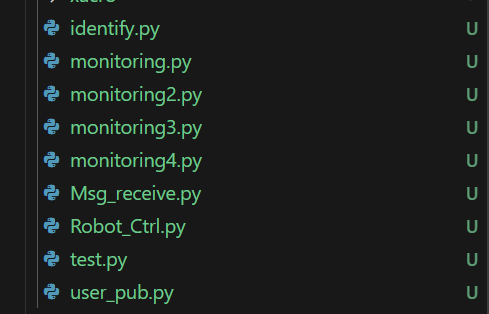 identify.py U
monitoring.py U
monitoring2.py U
monitoring3.py U
monitoring4.py U
Msg_receive.py U
Robot_Ctrl.py U
test.py U
user_pub.py U